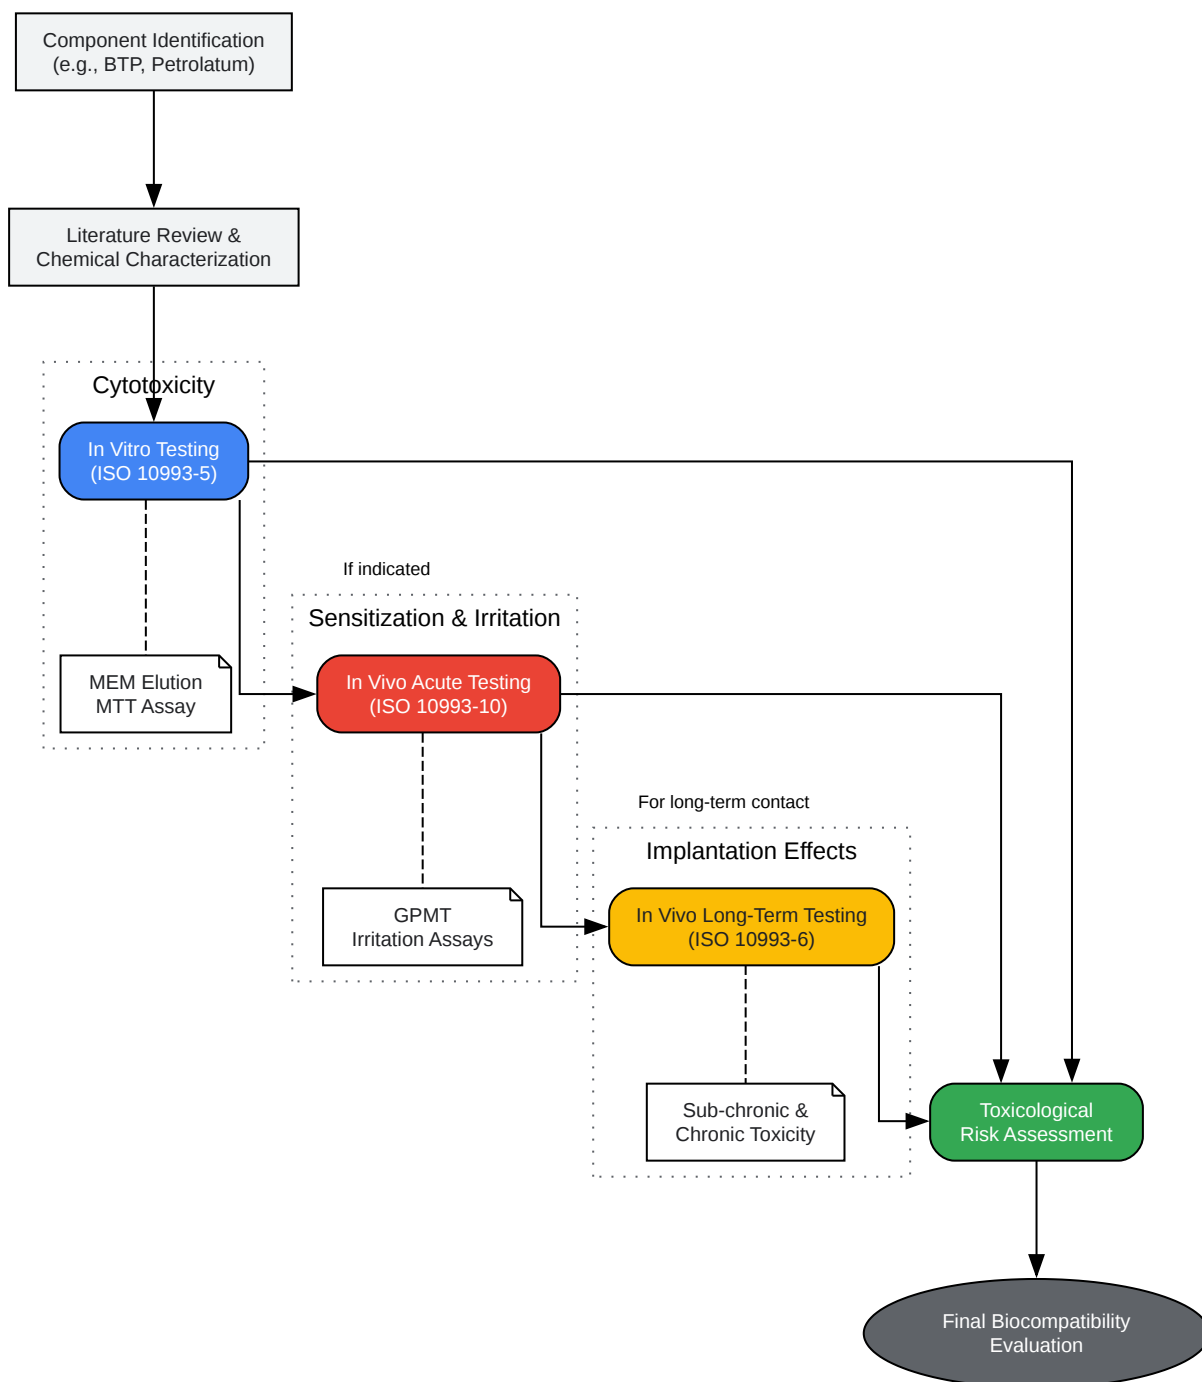 Component Identification
(e.g., BTP, Petrolatum)
Literature Review &
Chemical Characterization
Cytotoxicity
In Vitro Testing
(ISO 10993-5)
MEM Elution
MTT Assay
If indicated
Sensitization & Irritation
In Vivo Acute Testing
(ISO 10993-10)
GPMT
Irritation Assays
For long-term contact
Implantation Effects
In Vivo Long-Term Testing
(ISO 10993-6)
Sub-chronic &
Chronic Toxicity
Toxicological
Risk Assessment
Final Biocompatibility
Evaluation